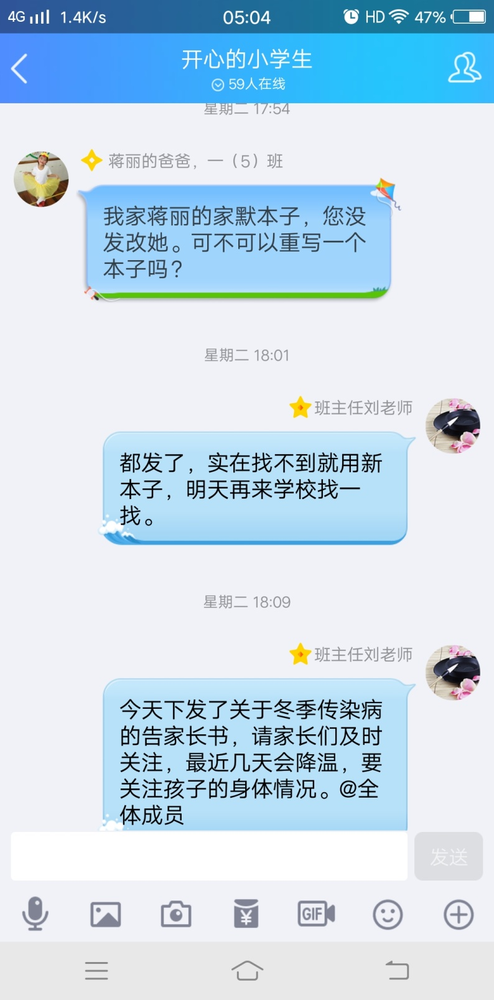 4G 1.4K/s 05:04 HD 47%
开心的小学生
59人在线
星期二 17:54
蒋丽的爸爸，一（5）班
我家蒋丽的家默本子，您没
发改她。可不可以重写一个
本子吗？
星期二 18:01
班主任刘老师
都发了，实在找不到就用新
本子，明天再来学校找一
找。
星期二 18:09
班主任刘老师
今天下发了关于冬季传染病
的告家长书，请家长们及时
关注，最近几天会降温，要
关注孩子的身体情况。@全
体成员
发送
¥
GIF